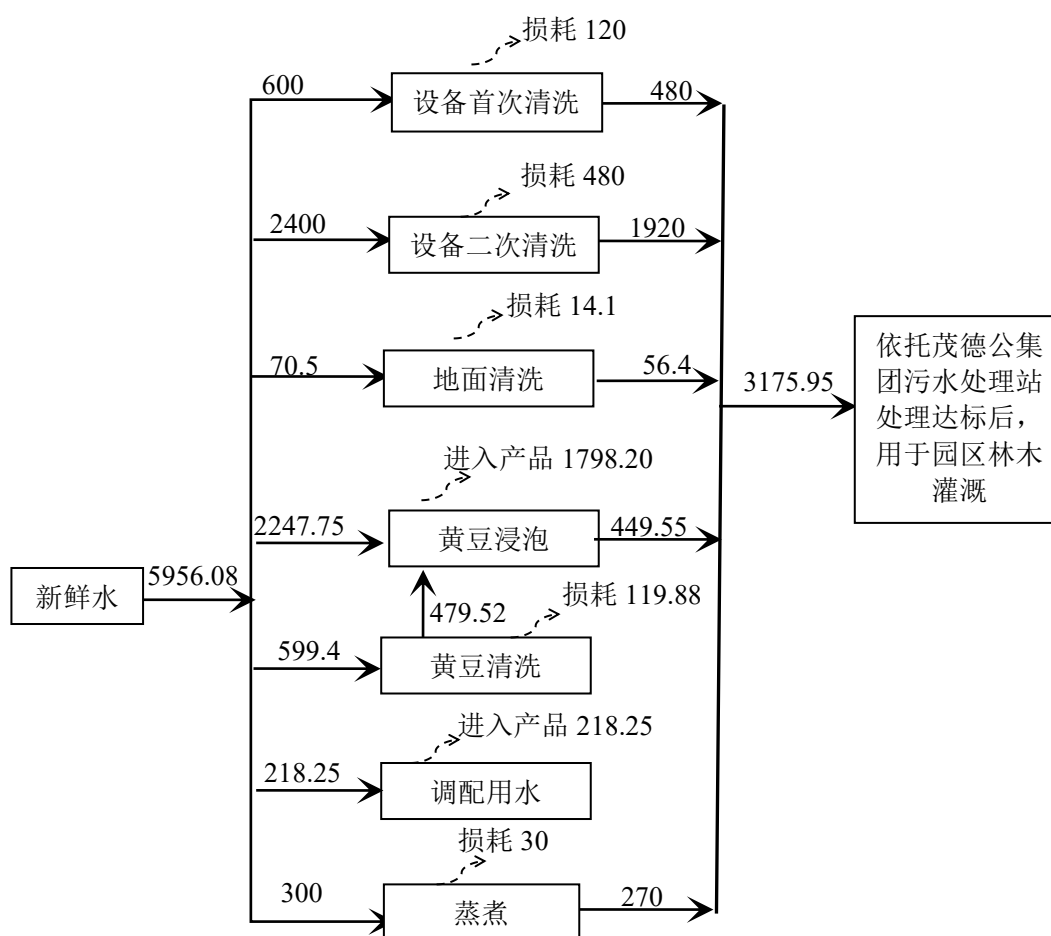 损耗 120
600
设备首次清洗
480
损耗 480
2400
设备二次清洗
1920
损耗 14.1
70.5
地面清洗
56.4
3175.95
依托茂德公集
团污水处理站
处理达标后，
用于园区林木
灌溉
进入产品 1798.20
2247.75
黄豆浸泡
449.55
新鲜水
5956.08
479.52
损耗 119.88
599.4
黄豆清洗
进入产品 218.25
218.25
调配用水
损耗 30
300
蒸煮
270